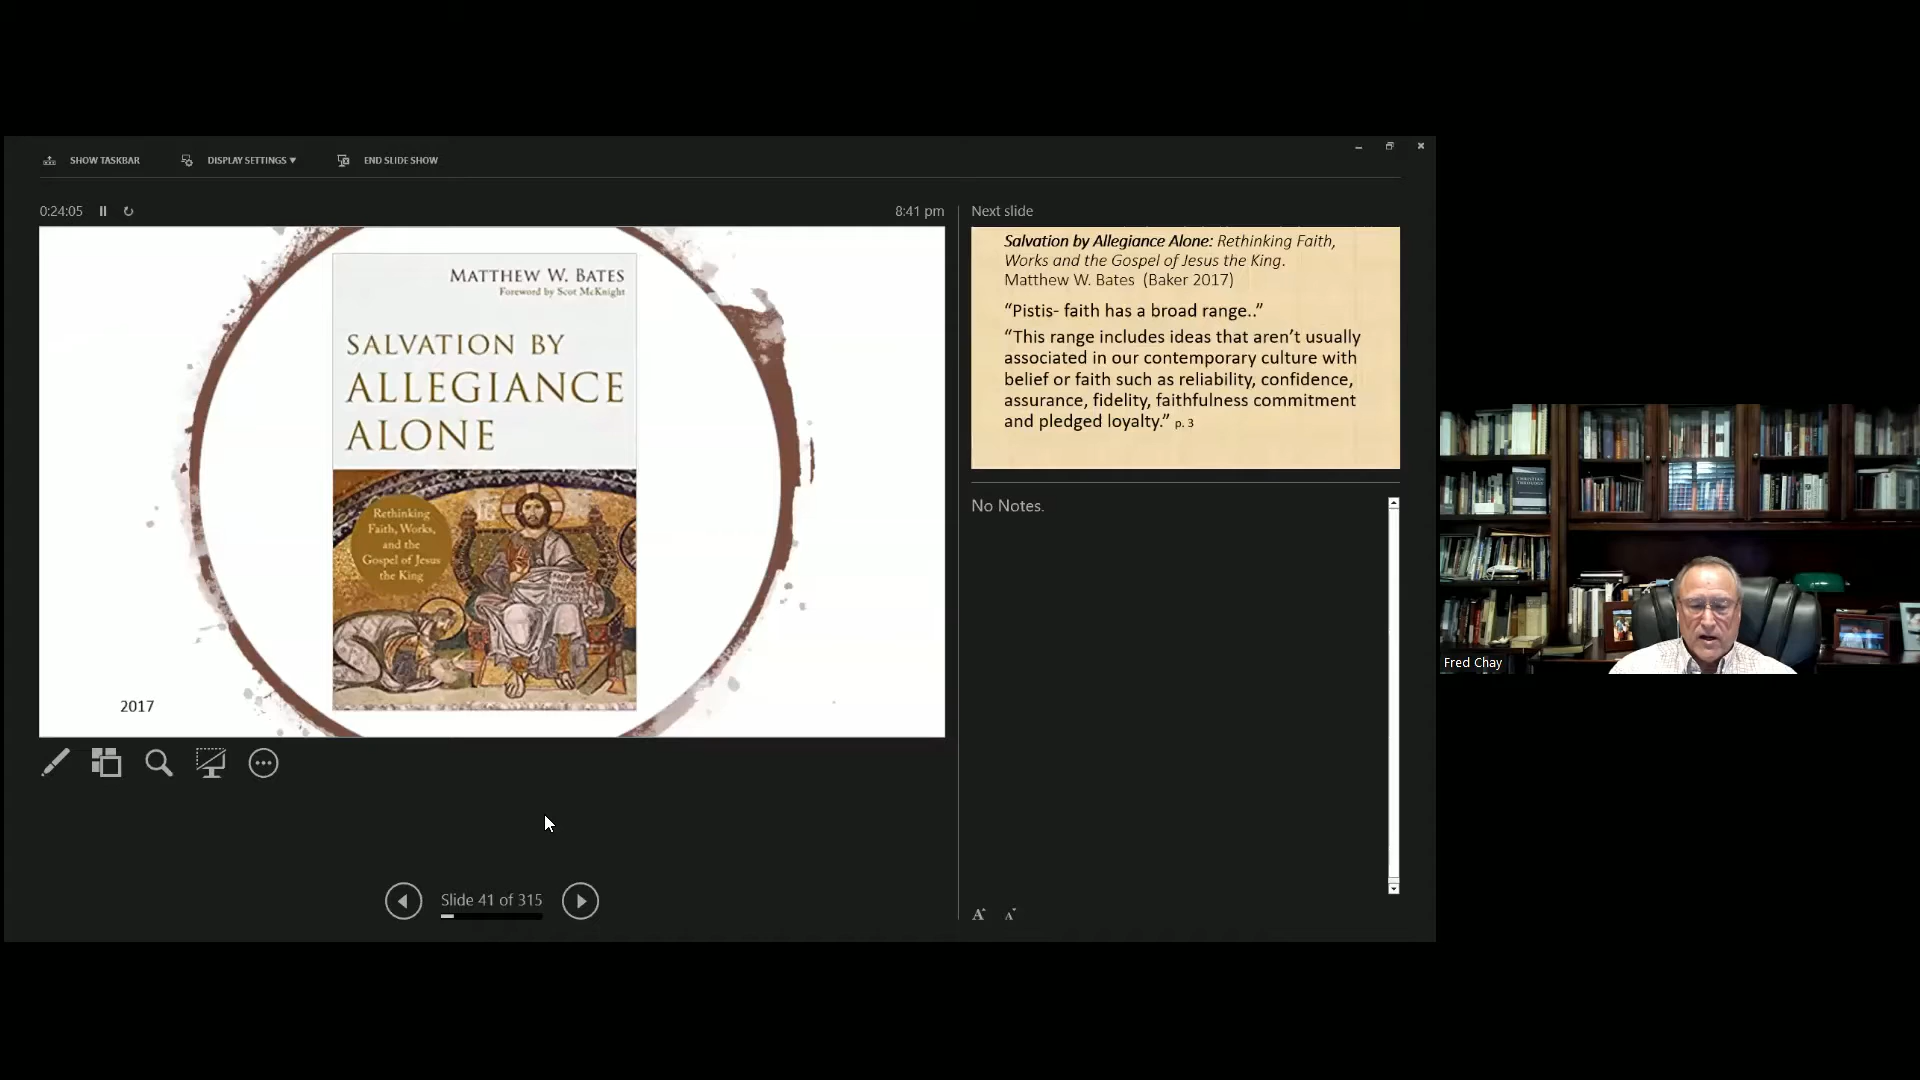 SHOW TASKBAR
DISPLAY SETTINGS ▾
END SLIDE SHOW
0:24:05
8:41 pm
MATTHEW W. BATES
Foreword by Scot McKnight
SALVATION BY
ALLEGIANCE
ALONE
Rethinking
Faith, Works,
and the
Gospel of Jesus
the King
2017
Slide 41 of 315
Next slide
Salvation by Allegiance Alone: Rethinking Faith,
Works and the Gospel of Jesus the King.
Matthew W. Bates (Baker 2017)
“Pistis- faith has a broad range..”
“This range includes ideas that aren’t usually
associated in our contemporary culture with
belief or faith such as reliability, confidence,
assurance, fidelity, faithfulness commitment
and pledged loyalty.” p. 3
No Notes.
A A
CHRISTIAN
THEOLOGY
Fred Chay